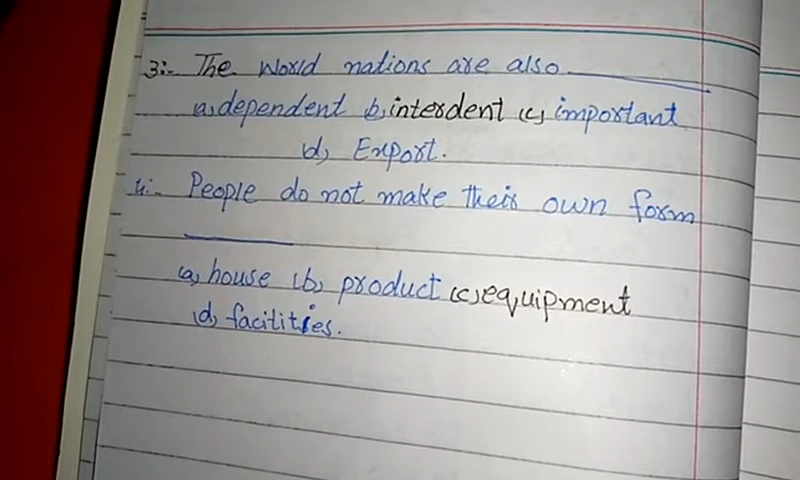 3:- The World nations are also
a, dependent b, interdent (c) important
(d) Export.
4:- People do not make their own form
(a) house (b) product (c) equipment
(d) facitities.